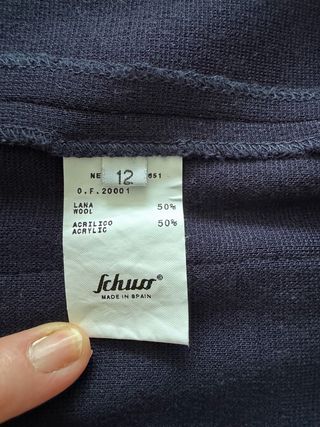 NE 12 651
O.F.20001
LANA 50%
WOOL
ACRILICO 50%
ACRYLIC
Schuss®
MADE IN SPAIN